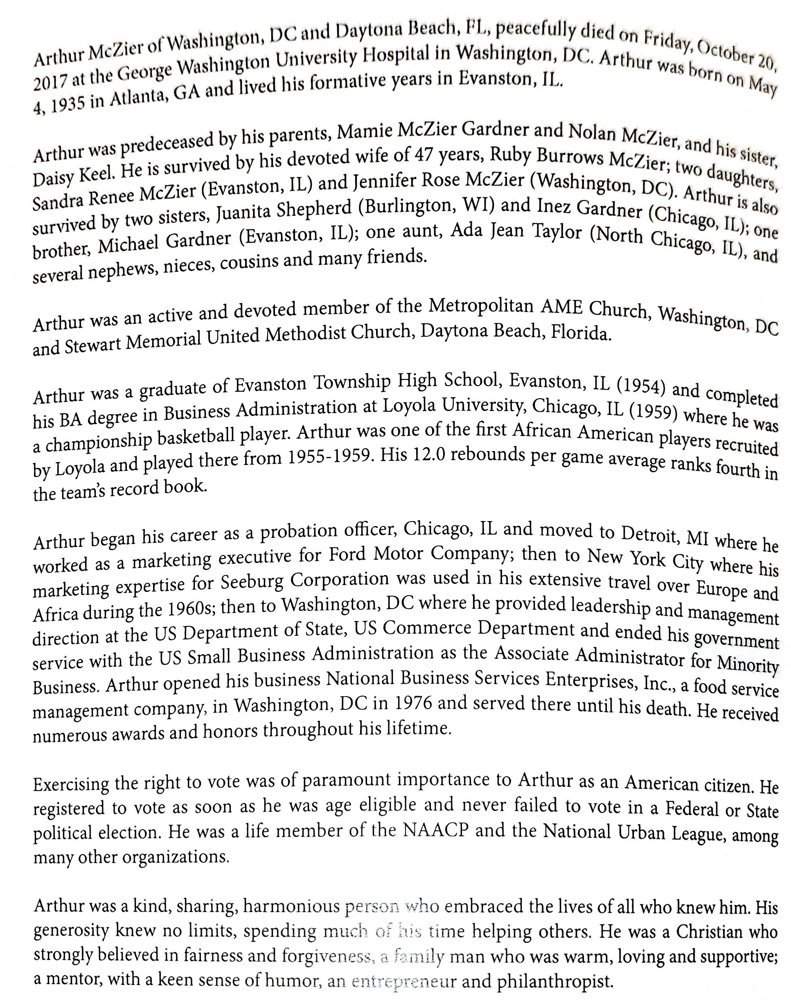 Arthur McZier of Washington, DC and Daytona Beach, FL, peacefully died on Friday, October 20,
2017 at the George Washington University Hospital in Washington, DC. Arthur was born on May
4, 1935 in Atlanta, GA and lived his formative years in Evanston, IL.
Arthur was predeceased by his parents, Mamie McZier Gardner and Nolan McZier, and his sister,
Daisy Keel. He is survived by his devoted wife of 47 years, Ruby Burrows McZier; two daughters,
Sandra Renee McZier (Evanston, IL) and Jennifer Rose McZier (Washington, DC). Arthur is also
survived by two sisters, Juanita Shepherd (Burlington, WI) and Inez Gardner (Chicago, IL); one
brother, Michael Gardner (Evanston, IL); one aunt, Ada Jean Taylor (North Chicago, IL), and
several nephews, nieces, cousins and many friends.
Arthur was an active and devoted member of the Metropolitan AME Church, Washington, DC
and Stewart Memorial United Methodist Church, Daytona Beach, Florida.
Arthur was a graduate of Evanston Township High School, Evanston, IL (1954) and completed
his BA degree in Business Administration at Loyola University, Chicago, IL (1959) where he was
a championship basketball player. Arthur was one of the first African American players recruited
by Loyola and played there from 1955-1959. His 12.0 rebounds per game average ranks fourth in
the team's record book.
Arthur began his career as a probation officer, Chicago, IL and moved to Detroit, MI where he
worked as a marketing executive for Ford Motor Company; then to New York City where his
marketing expertise for Seeburg Corporation was used in his extensive travel over Europe and
Africa during the 1960s; then to Washington, DC where he provided leadership and management
direction at the US Department of State, US Commerce Department and ended his government
service with the US Small Business Administration as the Associate Administrator for Minority
Business. Arthur opened his business National Business Services Enterprises, Inc., a food service
management company, in Washington, DC in 1976 and served there until his death. He received
numerous awards and honors throughout his lifetime.
Exercising the right to vote was of paramount importance to Arthur as an American citizen. He
registered to vote as soon as he was age eligible and never failed to vote in a Federal or State
political election. He was a life member of the NAACP and the National Urban League, among
many other organizations.
Arthur was a kind, sharing, harmonious person who embraced the lives of all who knew him. His
generosity knew no limits, spending much of his time helping others. He was a Christian who
strongly believed in fairness and forgiveness, a family man who was warm, loving and supportive;
a mentor, with a keen sense of humor, an entrepreneur and philanthropist.